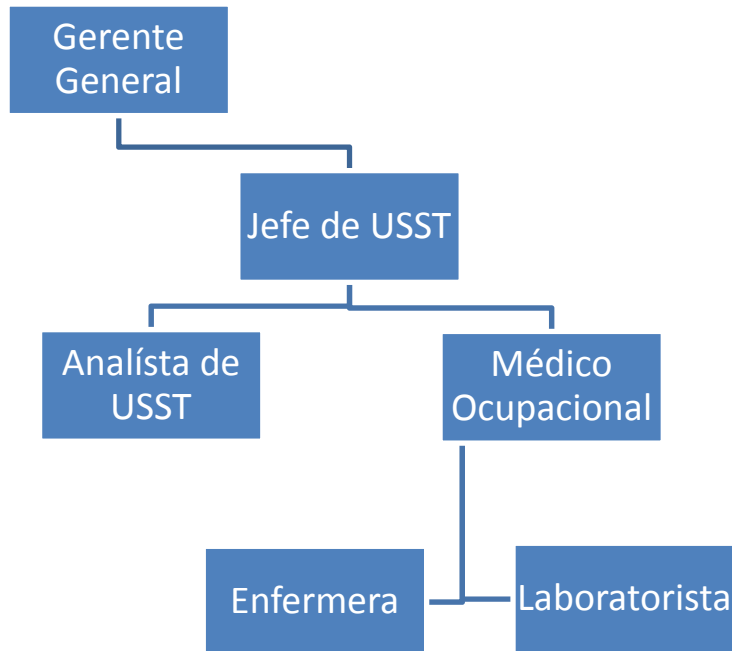 Gerente
General
Jefe de USST
Analísta de
USST
Médico
Ocupacional
Enfermera
Laboratorista